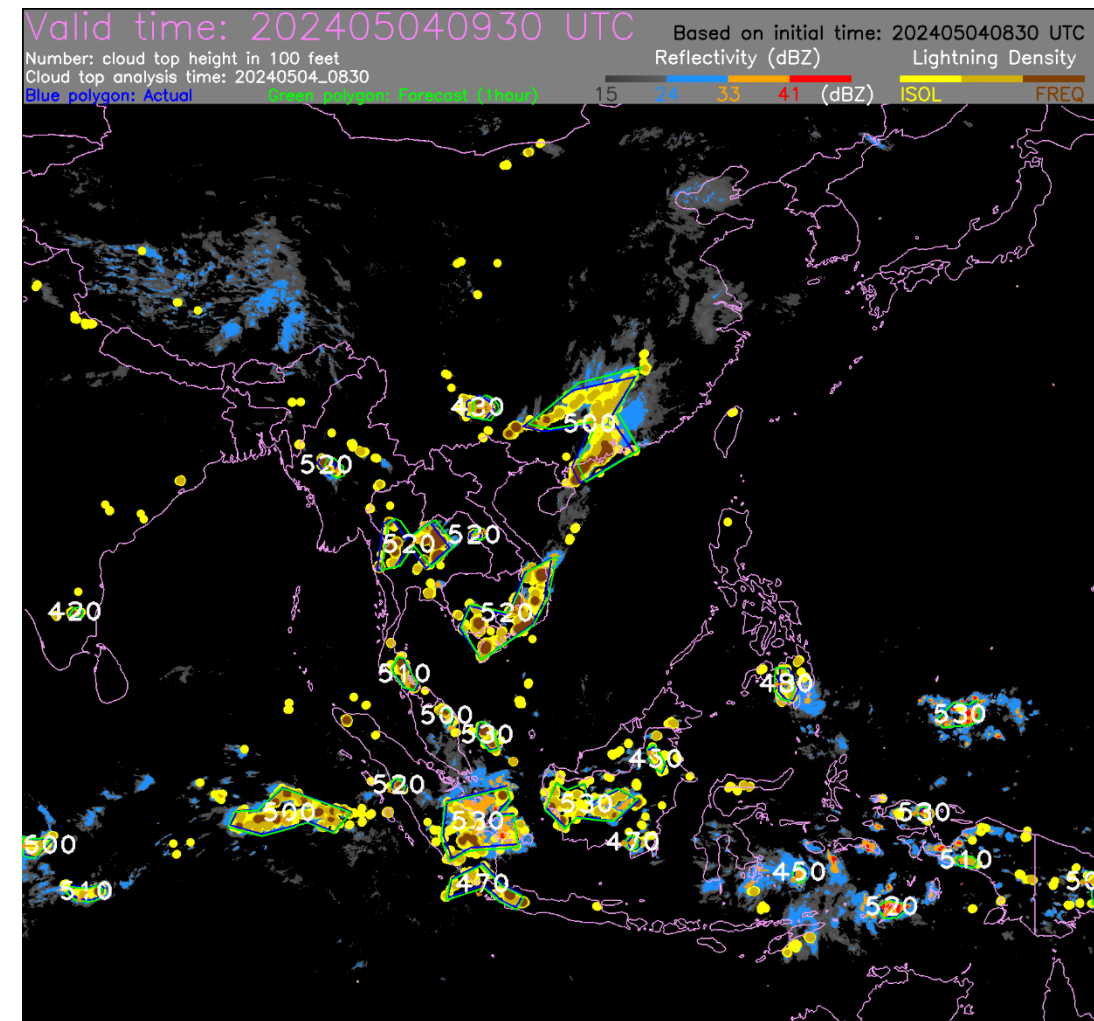 Valid time: 202405040930 UTC
Based on initial time: 202405040830 UTC
Number: cloud top height in 100 feet
Reflectivity (dBZ)
Lightning Density
Cloud top analysis time: 20240504_0830
Blue polygon: Actual
Green polygon: Forecast (1hour)
15 24 33 41 (dBZ)
ISOL FREQ
430
500
520
520
520
420
520
510
480
500
530
530
450
520
500
530
530
530
470
500
510
450
510
470
520